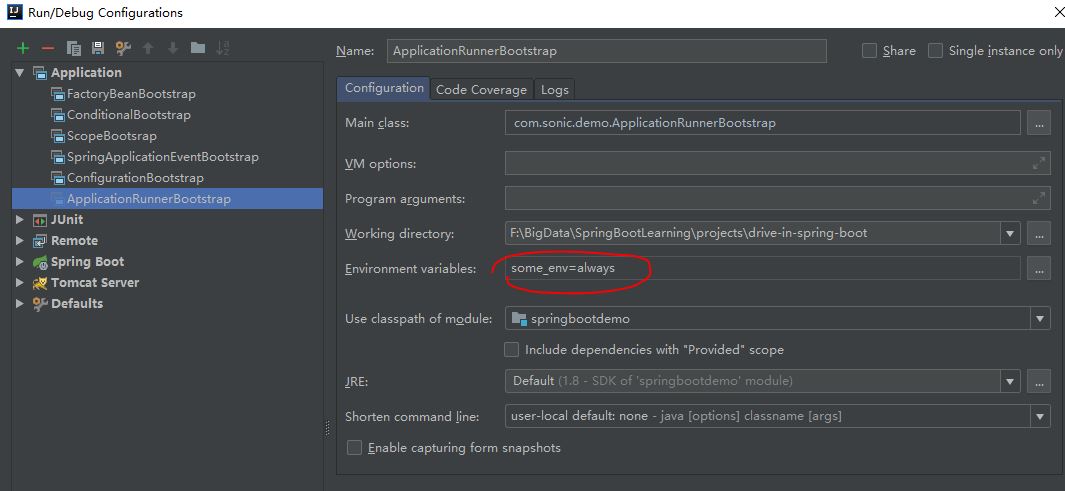 Run/Debug Configurations
Name: ApplicationRunnerBootstrap Share Single instance only
Application
FactoryBeanBootstrap
ConditionalBootstrap
ScopeBootsrap
SpringApplicationEventBootstrap
ConfigurationBootstrap
ApplicationRunnerBootstrap
JUnit
Remote
Spring Boot
Tomcat Server
Defaults
Configuration Code Coverage Logs
Main class: com.sonic.demo.ApplicationRunnerBootstrap ...
VM options:
Program arguments:
Working directory: F:\BigData\SpringBootLearning\projects\drive-in-spring-boot ...
Environment variables: some_env=always ...
Use classpath of module: springbootdemo
Include dependencies with "Provided" scope
JRE: Default (1.8 - SDK of 'springbootdemo' module) ...
Shorten command line: user-local default: none - java [options] classname [args]
Enable capturing form snapshots